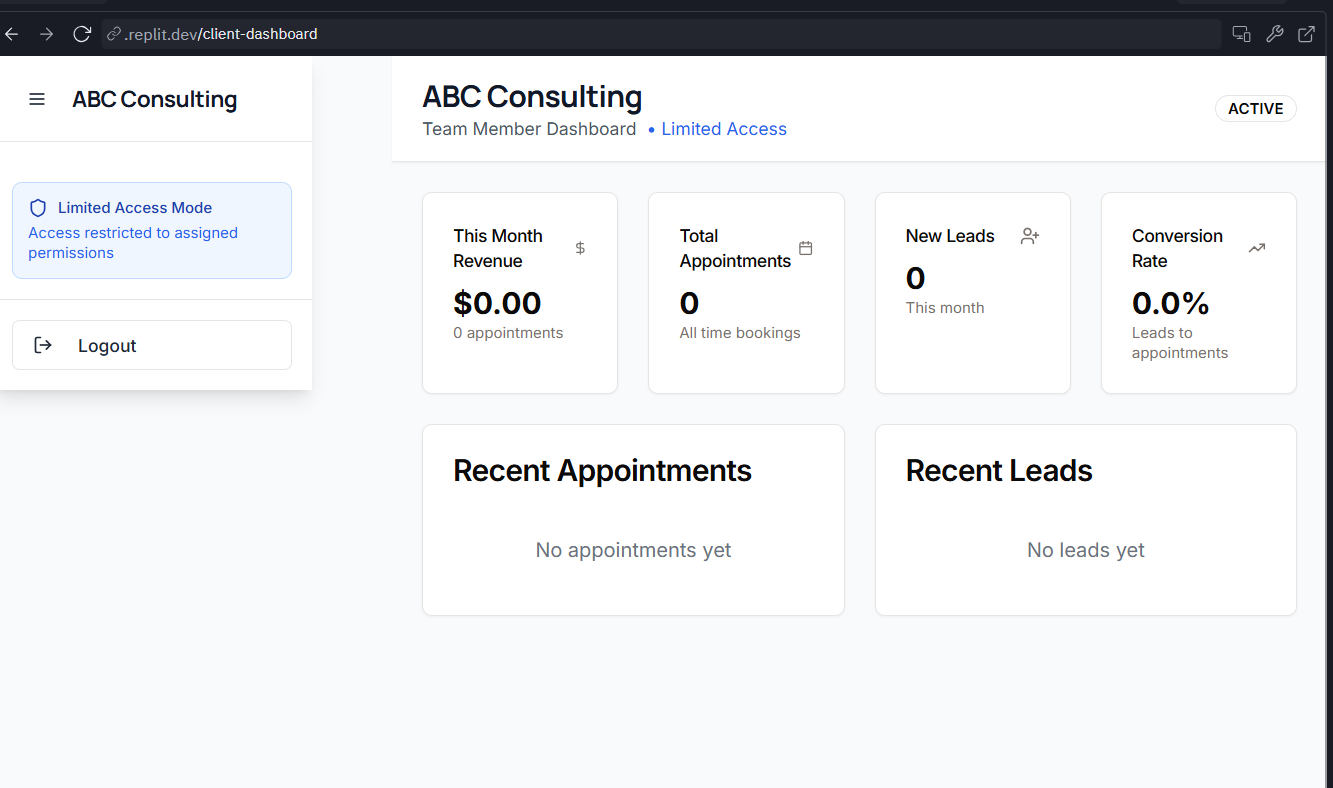 .replit.dev/client-dashboard
ABC Consulting
Limited Access Mode
Access restricted to assigned
permissions
Logout
ABC Consulting
Team Member Dashboard • Limited Access
ACTIVE
This Month
Revenue
$0.00
0 appointments
Total
Appointments
0
All time bookings
New Leads
0
This month
Conversion
Rate
0.0%
Leads to
appointments
Recent Appointments
No appointments yet
Recent Leads
No leads yet